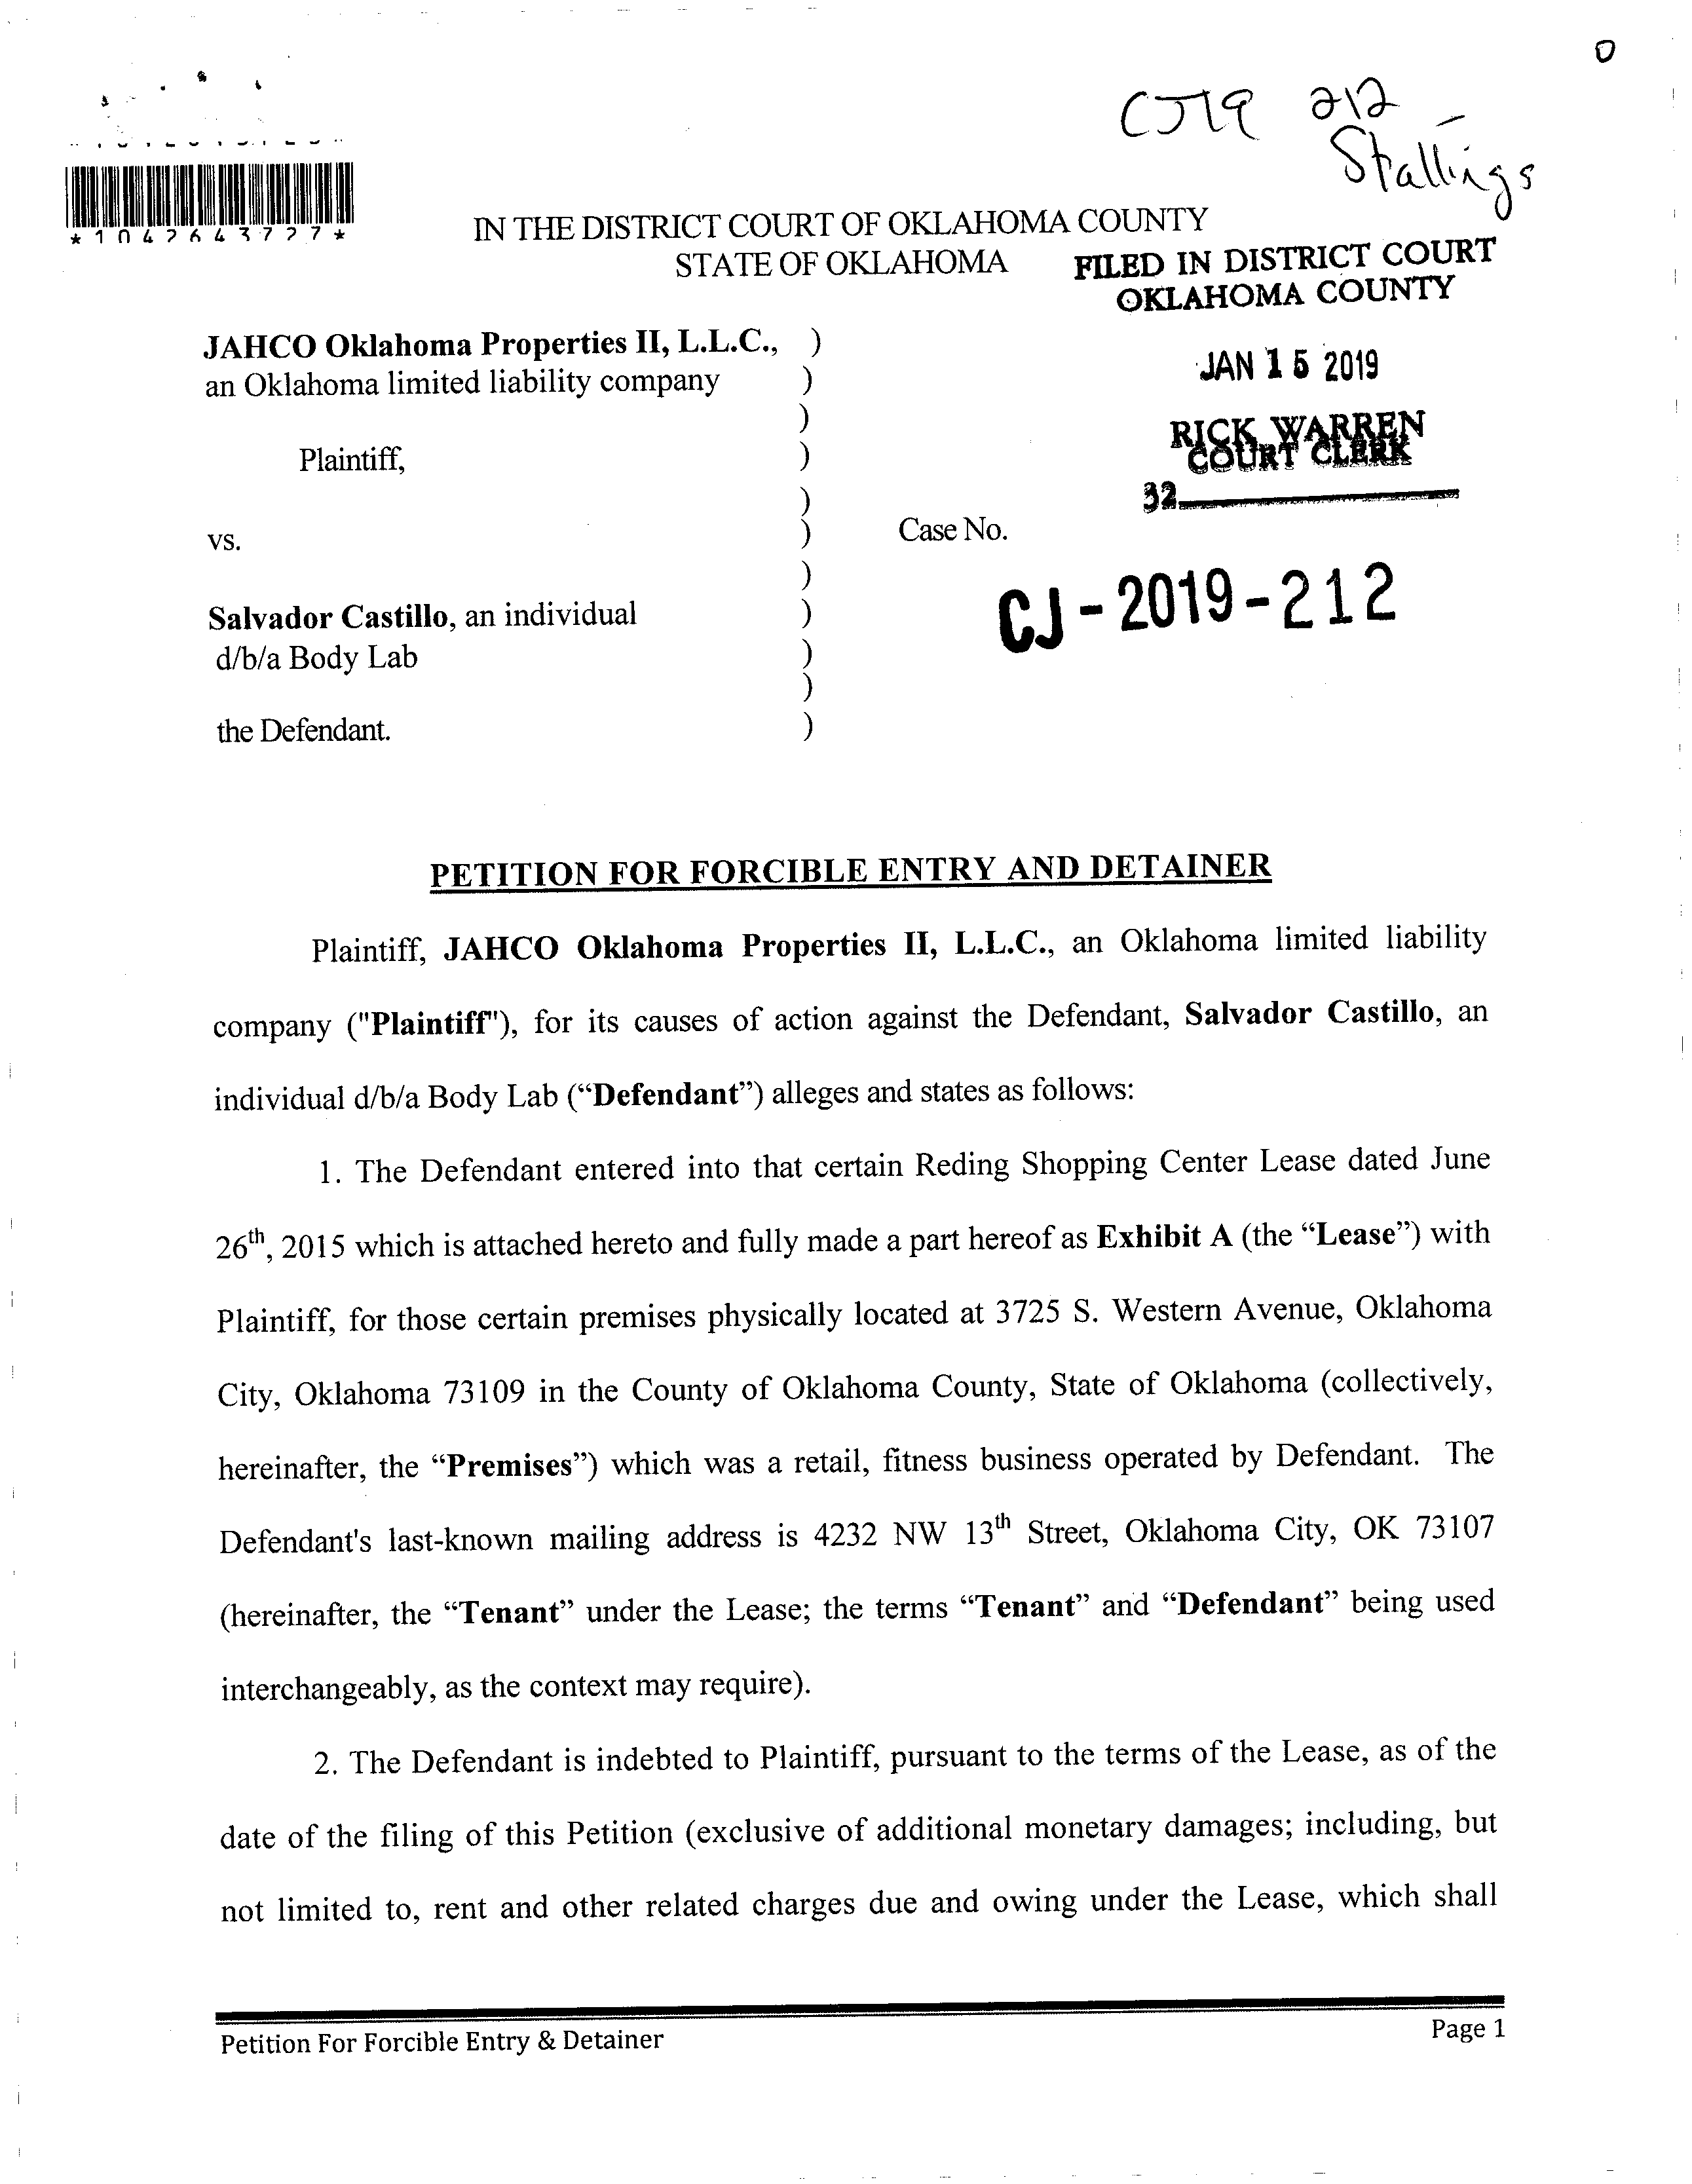 CJ19 212
Stallings
*1042643727*
IN THE DISTRICT COURT OF OKLAHOMA COUNTY
STATE OF OKLAHOMA
FILED IN DISTRICT COURT
OKLAHOMA COUNTY
JAN 15 2019
RICK WARREN
COURT CLERK
32
JAHCO Oklahoma Properties II, L.L.C., )
an Oklahoma limited liability company )
)
Plaintiff, )
)
vs. )
Case No.
CJ-2019-212
)
Salvador Castillo, an individual )
d/b/a Body Lab )
)
the Defendant. )
PETITION FOR FORCIBLE ENTRY AND DETAINER
Plaintiff, JAHCO Oklahoma Properties II, L.L.C., an Oklahoma limited liability
company ("Plaintiff"), for its causes of action against the Defendant, Salvador Castillo, an
individual d/b/a Body Lab (“Defendant”) alleges and states as follows:
1. The Defendant entered into that certain Reding Shopping Center Lease dated June
26th, 2015 which is attached hereto and fully made a part hereof as Exhibit A (the “Lease”) with
Plaintiff, for those certain premises physically located at 3725 S. Western Avenue, Oklahoma
City, Oklahoma 73109 in the County of Oklahoma County, State of Oklahoma (collectively,
hereinafter, the “Premises”) which was a retail, fitness business operated by Defendant. The
Defendant's last-known mailing address is 4232 NW 13th Street, Oklahoma City, OK 73107
(hereinafter, the “Tenant” under the Lease; the terms “Tenant” and “Defendant” being used
interchangeably, as the context may require).
2. The Defendant is indebted to Plaintiff, pursuant to the terms of the Lease, as of the
date of the filing of this Petition (exclusive of additional monetary damages; including, but
not limited to, rent and other related charges due and owing under the Lease, which shall
Petition For Forcible Entry & Detainer
Page 1